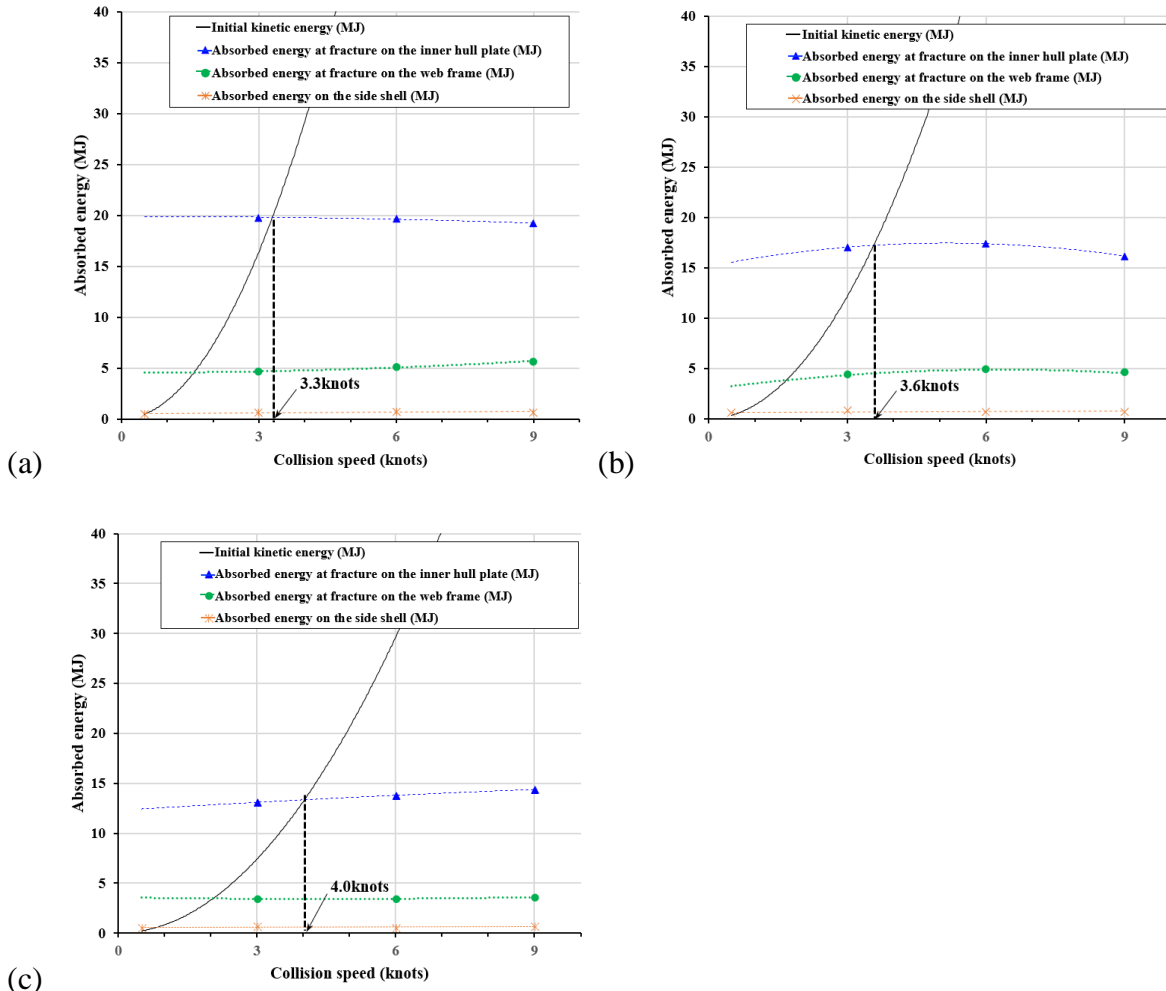 40
35
30
25
20
15
10
5
0
Absorbed energy (MJ)
Initial kinetic energy (MJ)
Absorbed energy at fracture on the inner hull plate (MJ)
Absorbed energy at fracture on the web frame (MJ)
Absorbed energy on the side shell (MJ)
3.3knots
0 3 6 9
Collision speed (knots)
(a)
40
35
30
25
20
15
10
5
0
Absorbed energy (MJ)
Initial kinetic energy (MJ)
Absorbed energy at fracture on the inner hull plate (MJ)
Absorbed energy at fracture on the web frame (MJ)
Absorbed energy on the side shell (MJ)
3.6knots
0 3 6 9
Collision speed (knots)
(b)
40
35
30
25
20
15
10
5
0
Absorbed energy (MJ)
Initial kinetic energy (MJ)
Absorbed energy at fracture on the inner hull plate (MJ)
Absorbed energy at fracture on the web frame (MJ)
Absorbed energy on the side shell (MJ)
4.0knots
0 3 6 9
Collision speed (knots)
(c)